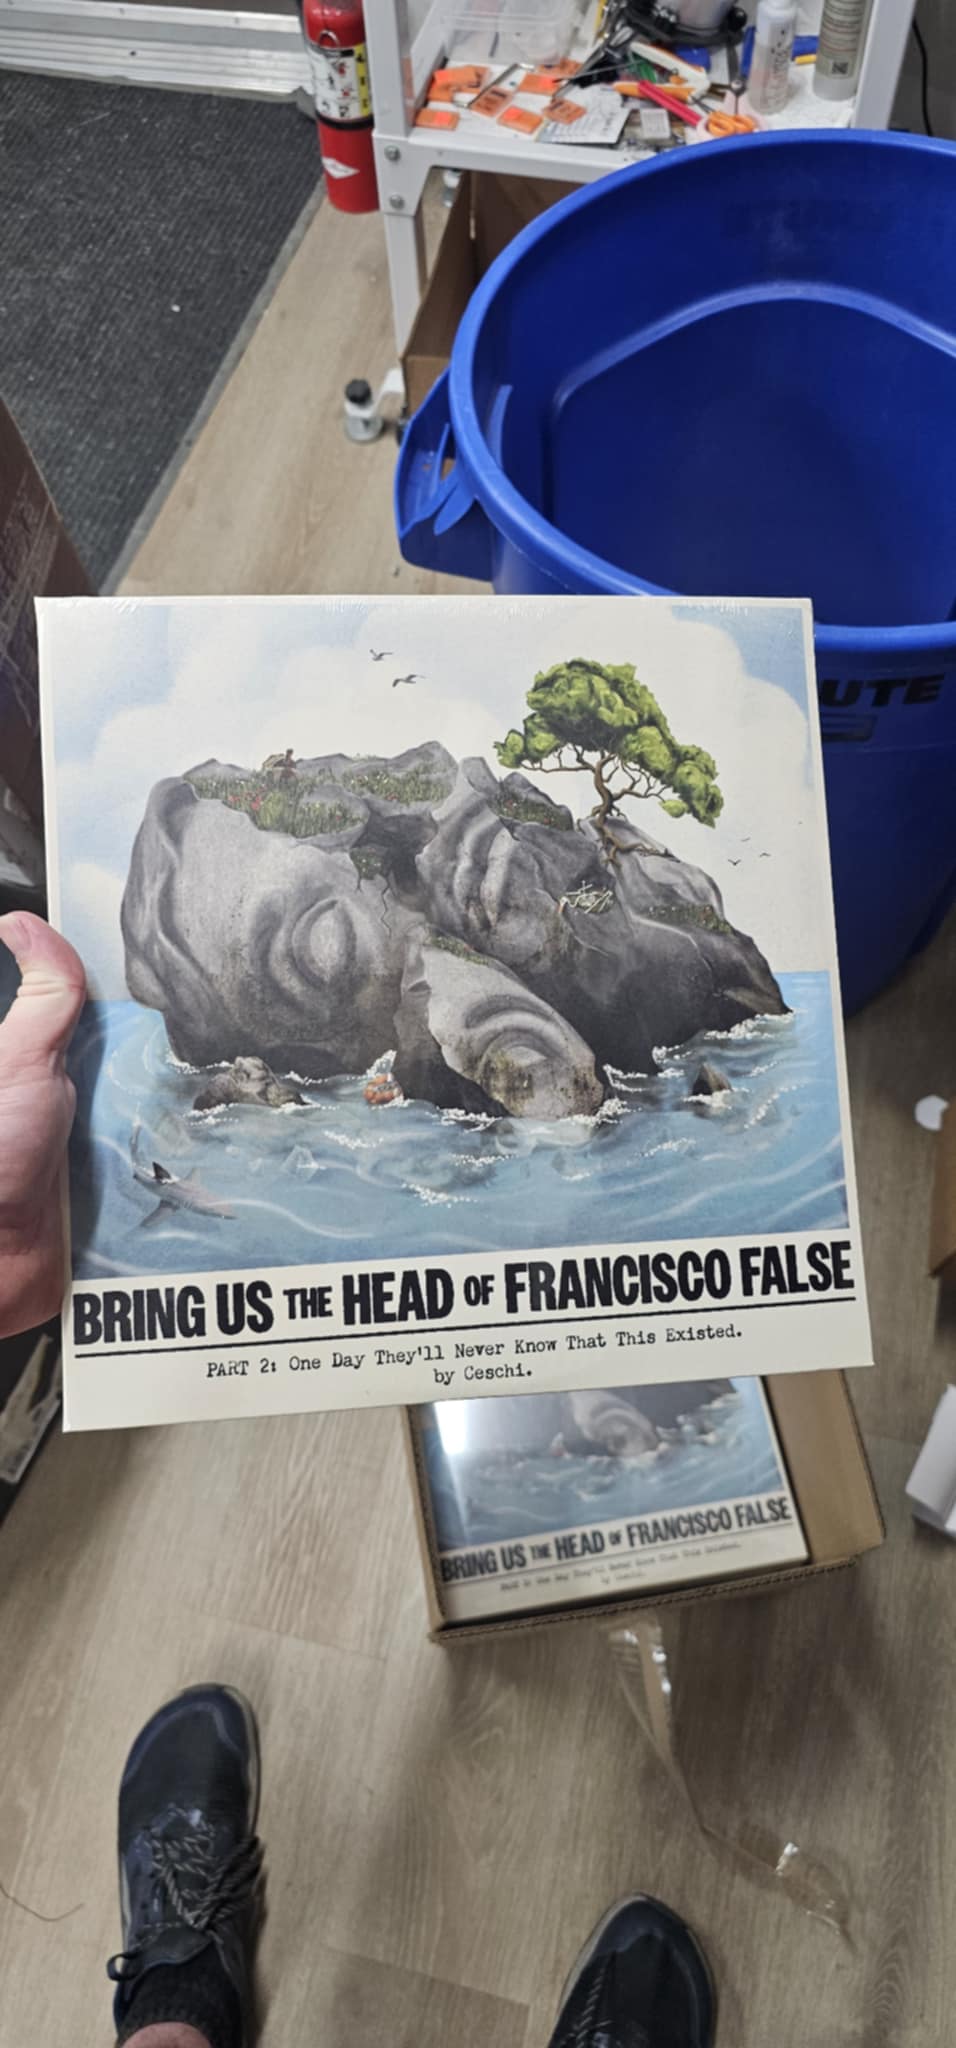 UTE
BRING US THE HEAD OF FRANCISCO FALSE
PART 2: One Day They'll Never Know That This Existed.
by Ceschi.
BRING US THE HEAD OF FRANCISCO FALSE